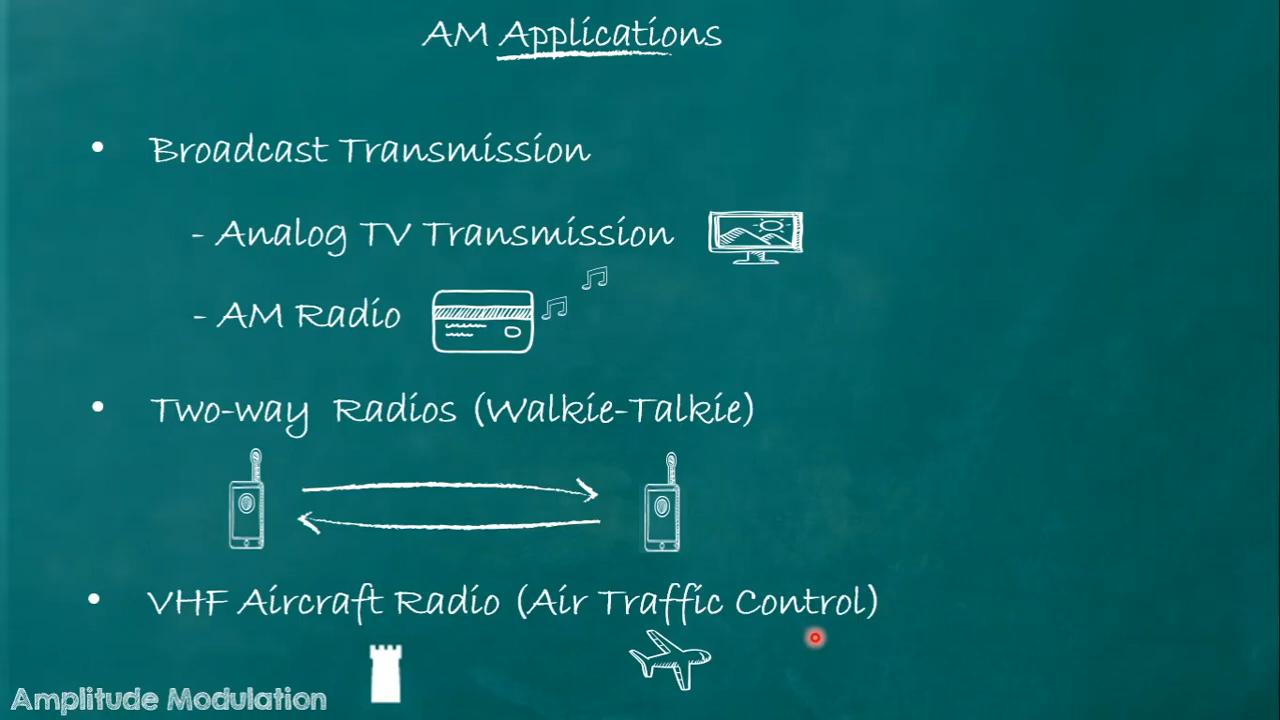 AM Applications
• Broadcast Transmission
- Analog TV Transmission
- AM Radio
• Two-way Radios (Walkie-Talkie)
• VHF Aircraft Radio (Air Traffic Control)
Amplitude Modulation